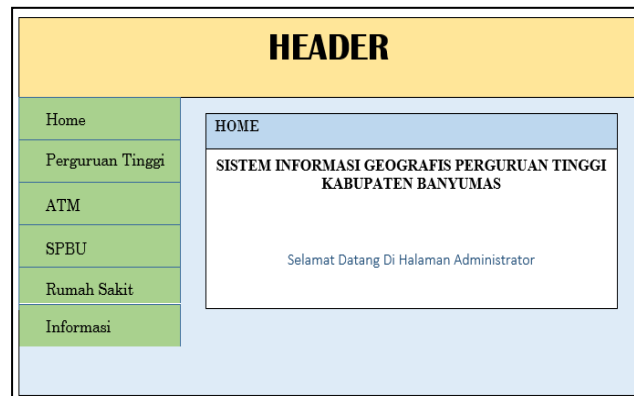 HEADER
Home
Perguruan Tinggi
ATM
SPBU
Rumah Sakit
Informasi
HOME
SISTEM INFORMASI GEOGRAFIS PERGURUAN TINGGI
KABUPATEN BANYUMAS
Selamat Datang Di Halaman Administrator